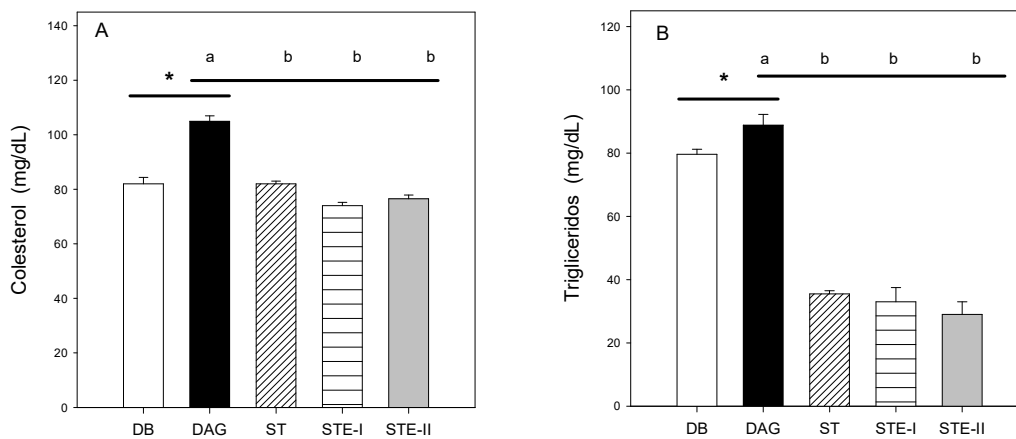 A
a b b b
*
Colesterol (mg/dL)
140
120
100
80
60
40
20
0
DB DAG ST STE-I STE-II
B
a b b b
*
Trigliceridos (mg/dL)
120
100
80
60
40
20
0
DB DAG ST STE-I STE-II